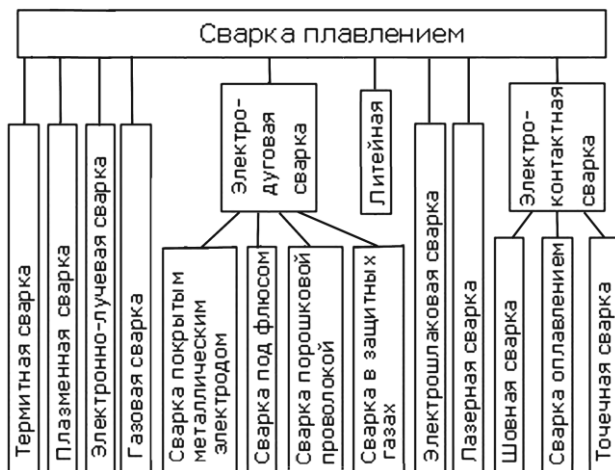 Сварка плавлением
Термитная сварка
Плазменная сварка
Электронно-лучевая сварка
Газовая сварка
Электро-
дуговая
сварка
Сварка покрытым
металлическим
электродом
Сварка под флюсом
Сварка порошковой
проволокой
Сварка в защитных
газах
Литейная
Электрошлаковая сварка
Лазерная сварка
Электро-
контактная
сварка
Шовная сварка
Сварка оплавлением
Точечная сварка